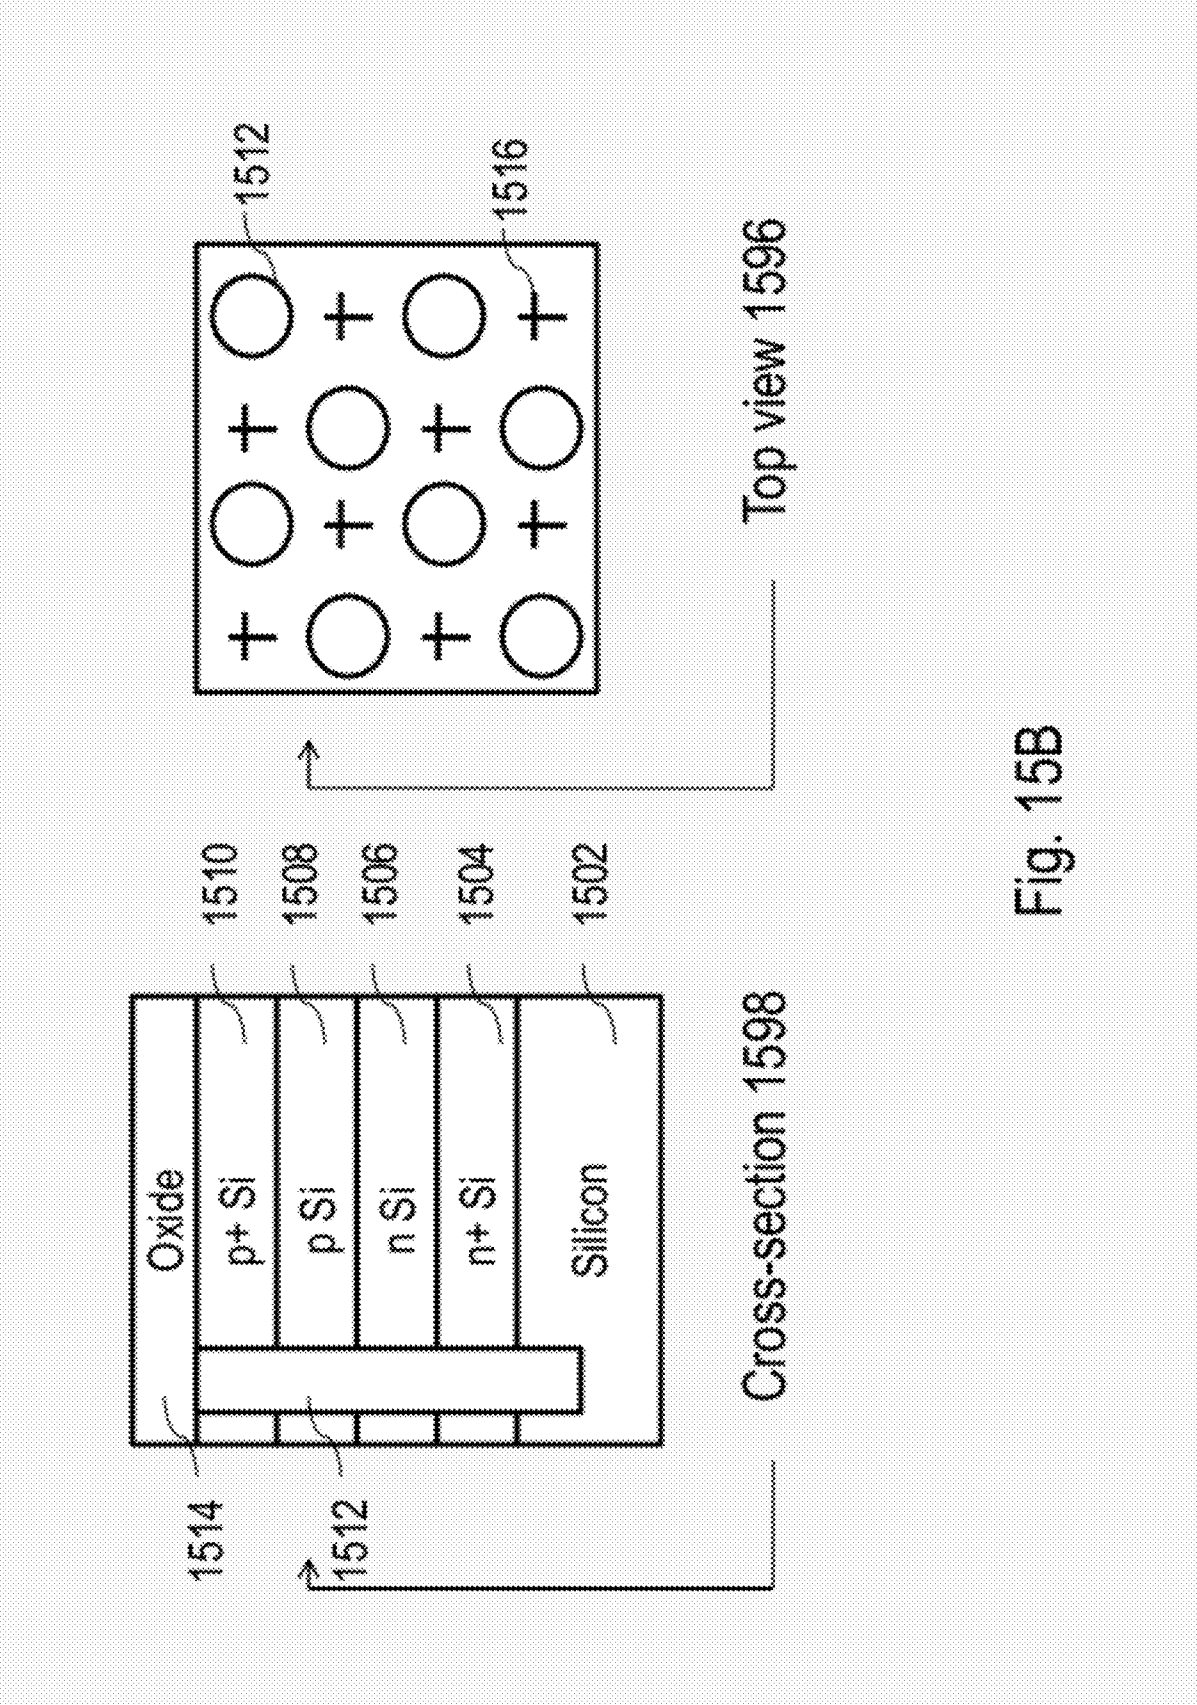 1514
1512
Oxide
p+ Si
p Si
n Si
n+ Si
Silicon
1510
1508
1506
1504
1502
Cross-section 1598
1512
1516
Top view 1596
Fig. 15B